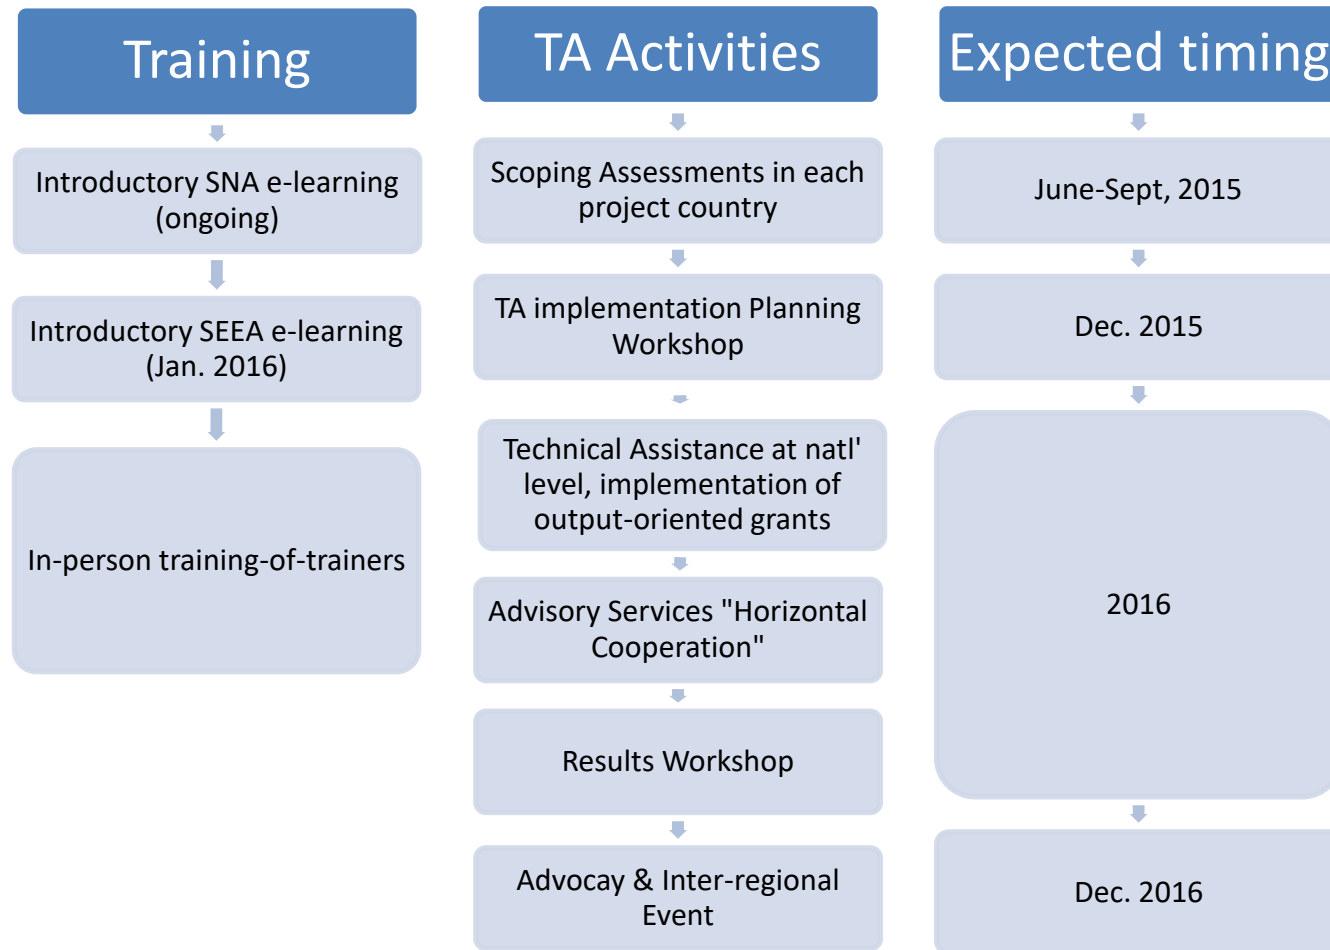 Training
Introductory SNA e-learning
(ongoing)
Introductory SEEA e-learning
(Jan. 2016)
In-person training-of-trainers
TA Activities
Scoping Assessments in each
project country
TA implementation Planning
Workshop
Technical Assistance at natl'
level, implementation of
output-oriented grants
Advisory Services "Horizontal
Cooperation"
Results Workshop
Advocay & Inter-regional
Event
Expected timing
June-Sept, 2015
Dec. 2015
2016
Dec. 2016